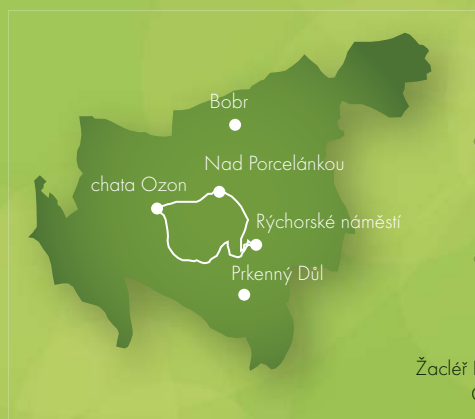 Bobr
Nad Porcelánkou
chata Ozon
Rýchorské náměstí
Prkenný Důl
Žacléř